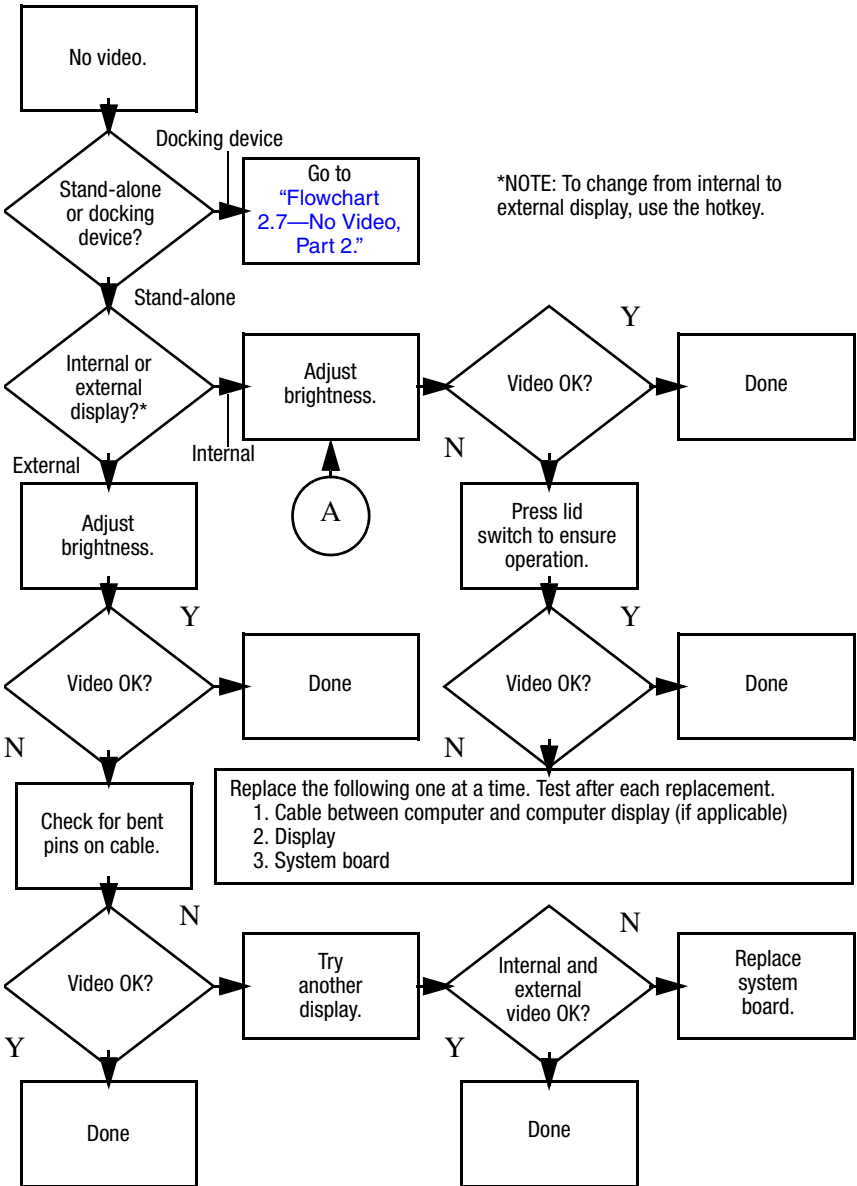 No video.
Docking device
Stand-alone
or docking
device?
Go to
“Flowchart
2.7—No Video,
Part 2.”
*NOTE: To change from internal to
external display, use the hotkey.
Stand-alone
Internal or
external
display?*
Internal
External
Adjust
brightness.
A
Video OK?
Y
Done
N
Press lid
switch to ensure
operation.
Video OK?
Y
Done
N
Replace the following one at a time. Test after each replacement.
1. Cable between computer and computer display (if applicable)
2. Display
3. System board
Adjust
brightness.
Video OK?
Y
Done
N
Check for bent
pins on cable.
Video OK?
N
Try
another
display.
Internal and
external
video OK?
N
Replace
system
board.
Y
Done
Y
Done